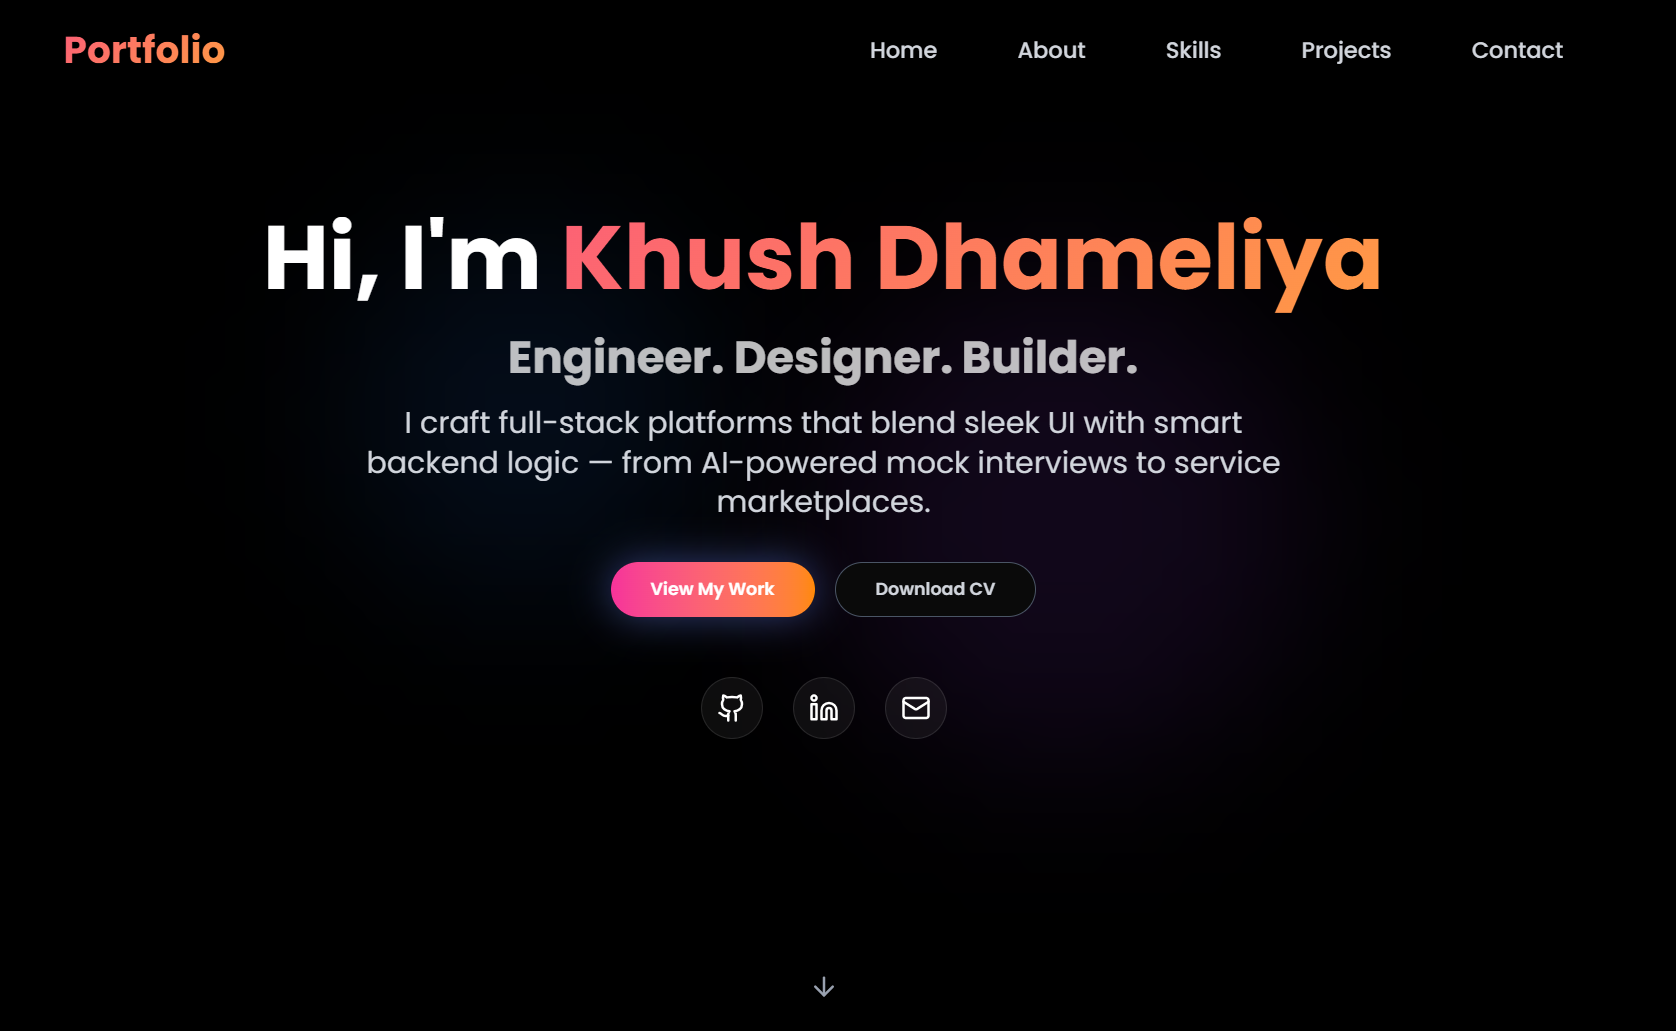 Portfolio
Home About Skills Projects Contact
Hi, I'm Khush Dhameliya
Engineer. Designer. Builder.
I craft full-stack platforms that blend sleek UI with smart
backend logic — from AI-powered mock interviews to service
marketplaces.
View My Work Download CV